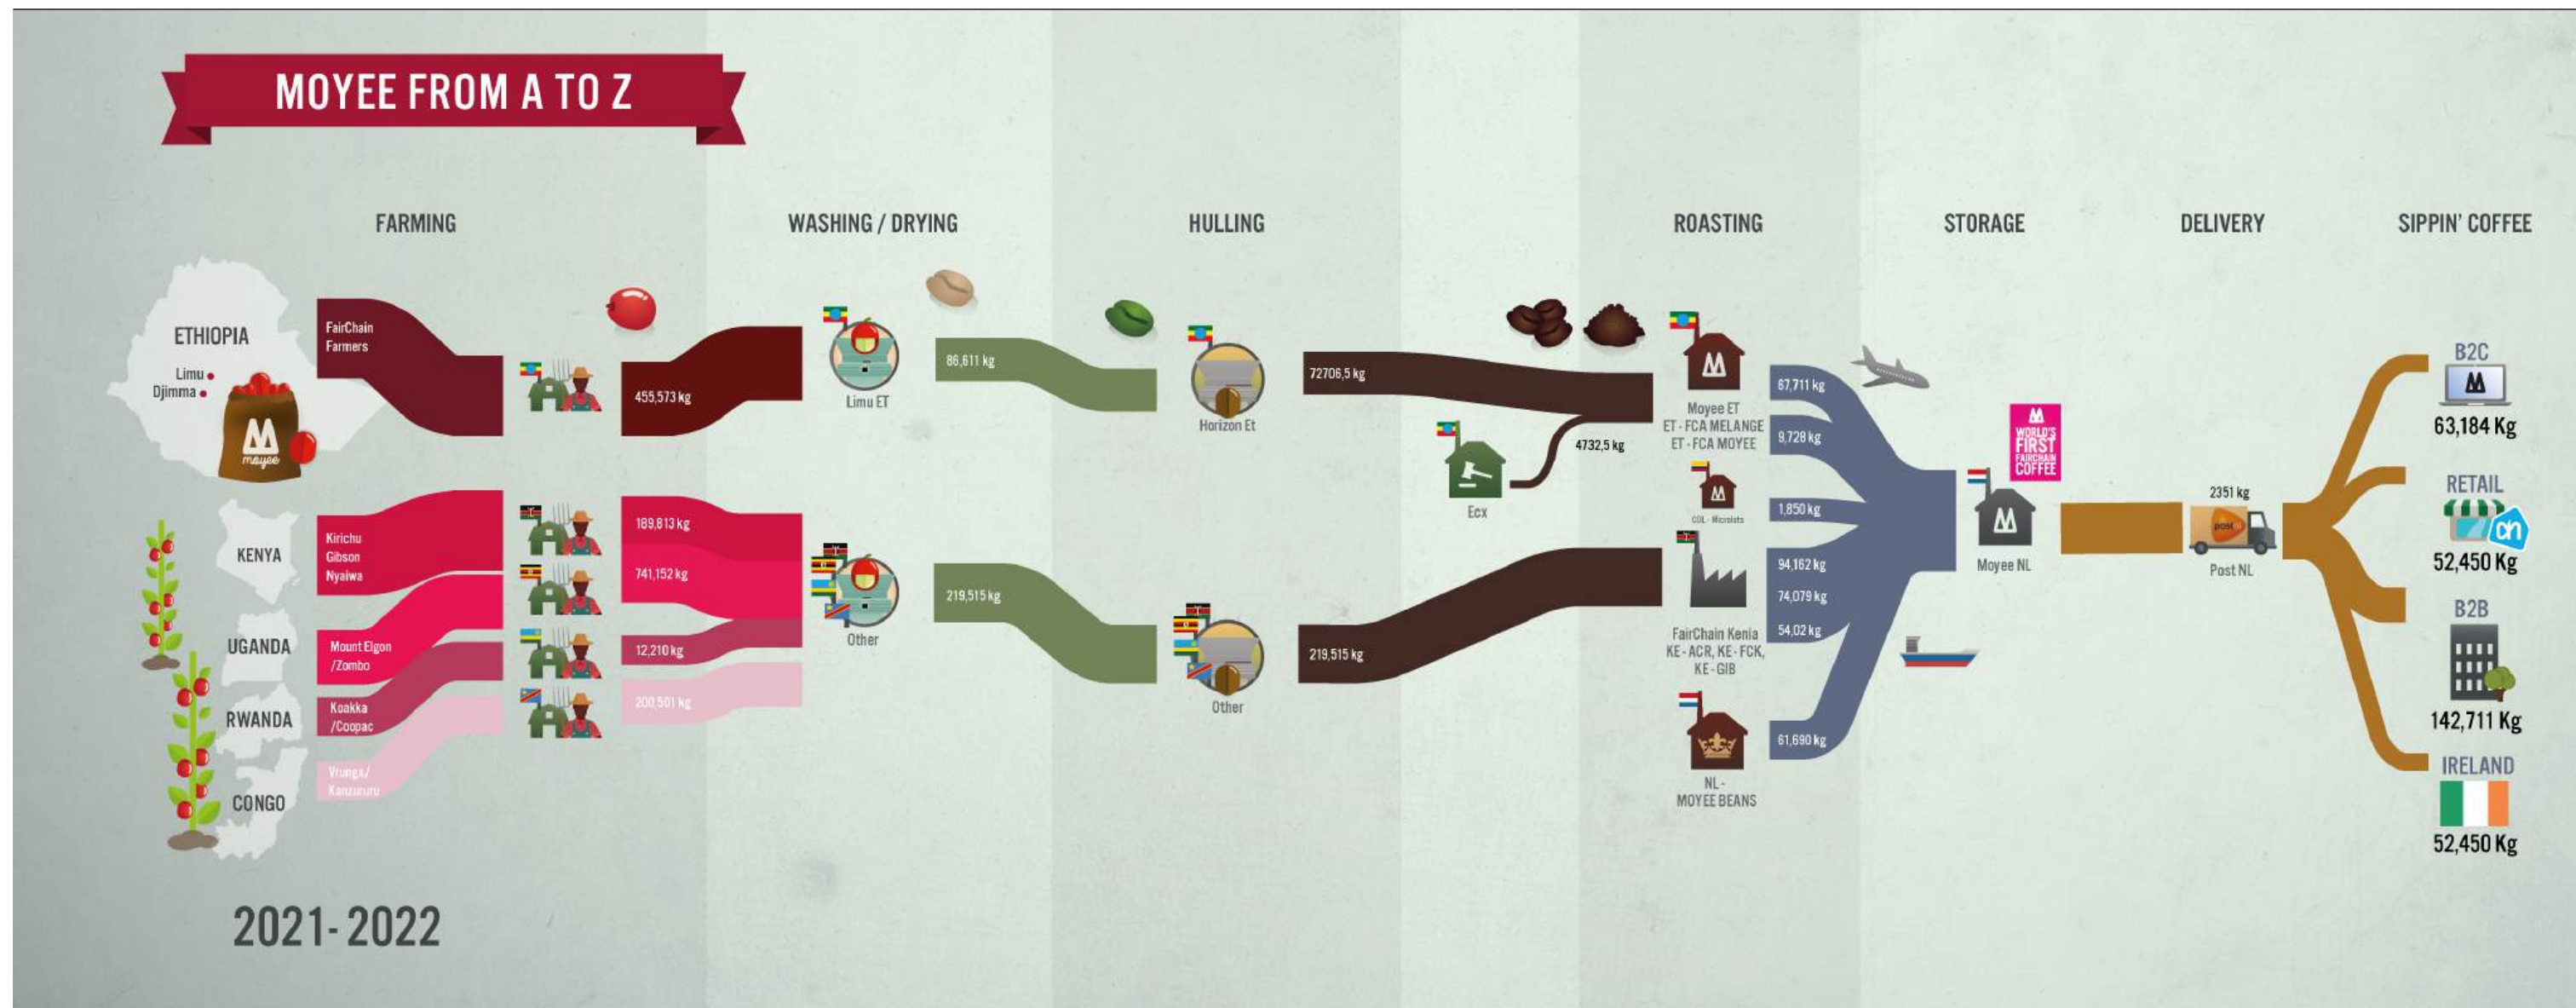 MOYEE FROM A TO Z
FARMING
WASHING / DRYING
HULLING
ROASTING
STORAGE
DELIVERY
SIPPIN' COFFEE
ETHIOPIA
Limu
Djimma
moyee
FairChain
Farmers
455,573 kg
Limu ET
86,611 kg
Horizon Et
72706,5 kg
Ecx
4732,5 kg
Moyee ET
ET - FCA MELANGE
ET - FCA MOYEE
67,711 kg
9,728 kg
COL - Microlots
1,850 kg
KENYA
Kirichu
Gibson
Nyaiwa
189,813 kg
UGANDA
Mount Elgon
/Zombo
741,152 kg
RWANDA
Koakka
/Coopac
12,210 kg
CONGO
Vrunga/
Kanzururu
200,501 kg
Other
219,515 kg
Other
219,515 kg
FairChain Kenia
KE - ACR, KE - FCK,
KE - GIB
94,162 kg
74,079 kg
54,02 kg
NL -
MOYEE BEANS
61,690 kg
WORLD'S
FIRST
FAIRCHAIN
COFFEE
Moyee NL
2351 kg
post
Post NL
B2C
63,184 Kg
RETAIL
ah
52,450 Kg
B2B
142,711 Kg
IRELAND
52,450 Kg
2021- 2022